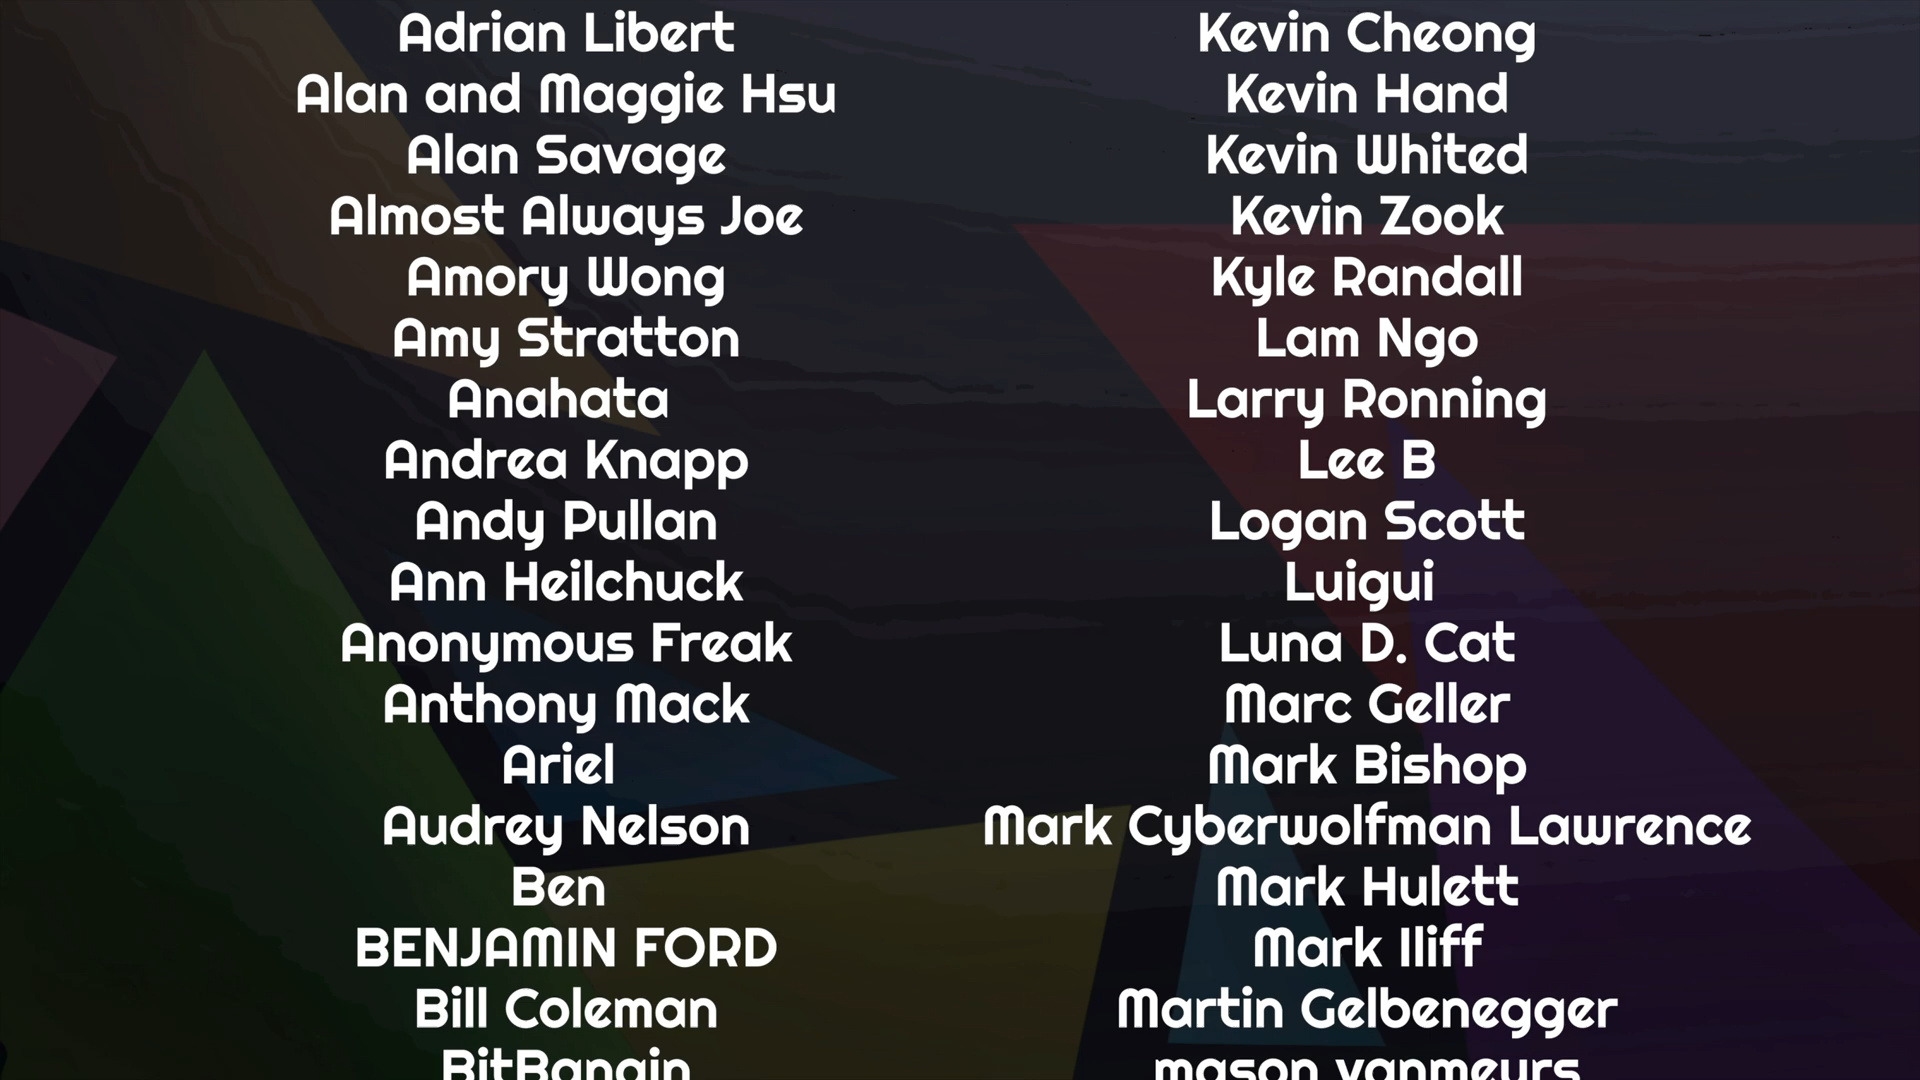 Adrian Libert
Alan and Maggie Hsu
Alan Savage
Almost Always Joe
Amory Wong
Amy Stratton
Anahata
Andrea Knapp
Andy Pullan
Ann Heilchuck
Anonymous Freak
Anthony Mack
Ariel
Audrey Nelson
Ben
BENJAMIN FORD
Bill Coleman
Kevin Cheong
Kevin Hand
Kevin Whited
Kevin Zook
Kyle Randall
Lam Ngo
Larry Ronning
Lee B
Logan Scott
Luigui
Luna D. Cat
Marc Geller
Mark Bishop
Mark Cyberwolfman Lawrence
Mark Hulett
Mark Iliff
Martin Gelbenegger
mason vanmeurs